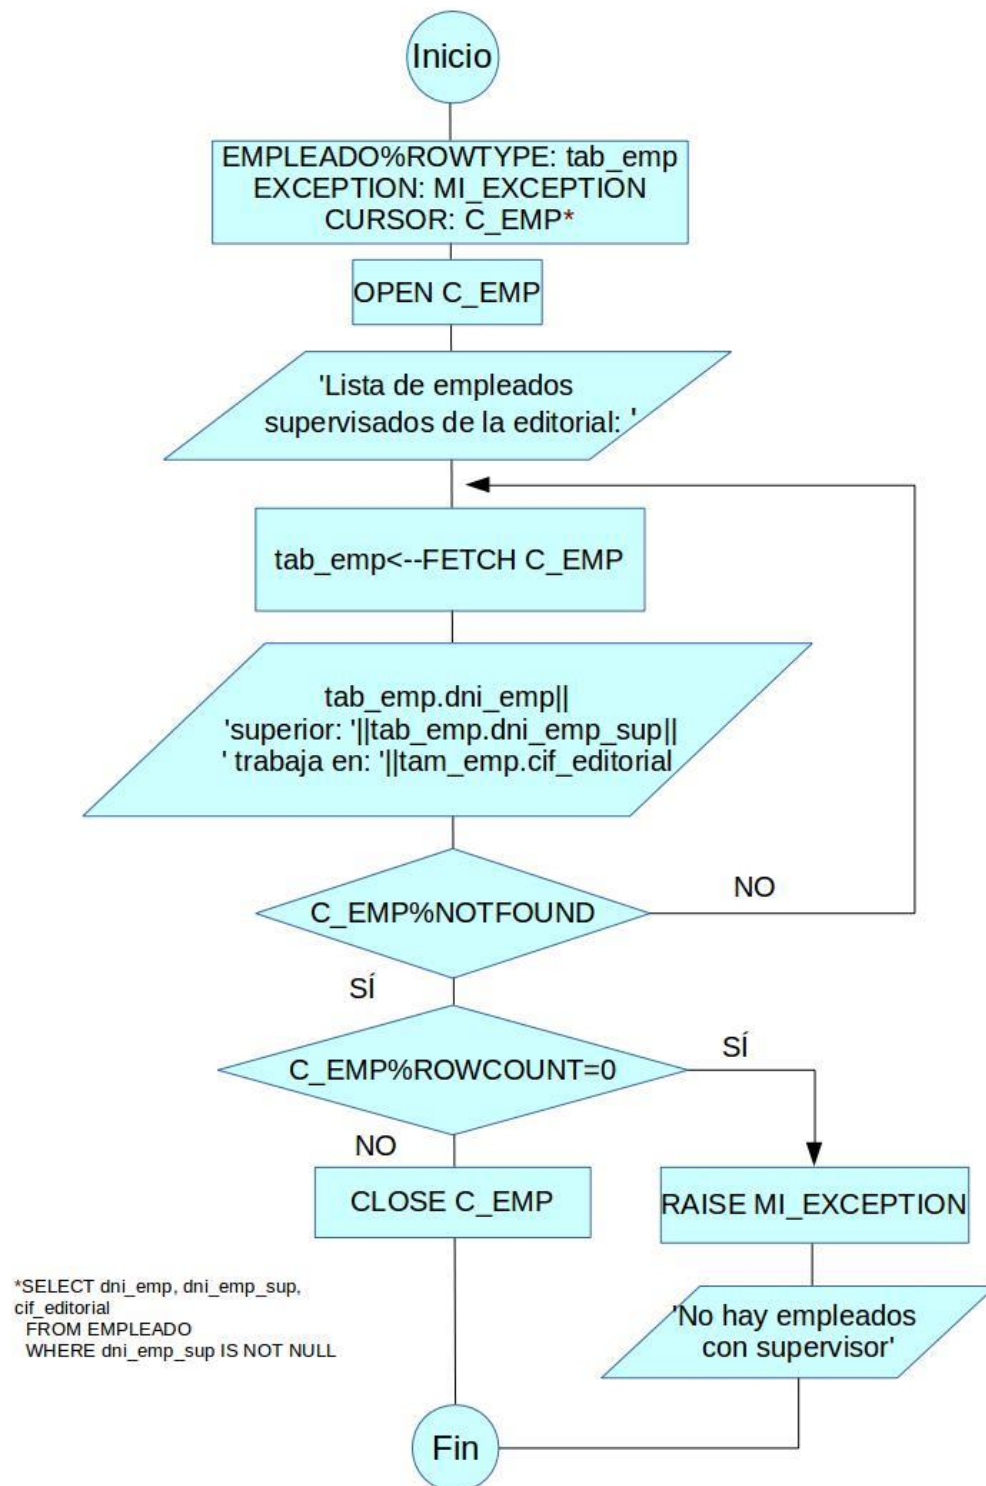 Inicio
EMPLEADO%ROWTYPE: tab_emp
EXCEPTION: MI_EXCEPTION
CURSOR: C_EMP*
OPEN C_EMP
'Lista de empleados
supervisados de la editorial: '
tab_emp<--FETCH C_EMP
tab_emp.dni_emp||
'superior: '||tab_emp.dni_emp_sup||
' trabaja en: '||tam_emp.cif_editorial
C_EMP%NOTFOUND
NO
SÍ
C_EMP%ROWCOUNT=0
SÍ
NO
CLOSE C_EMP
RAISE MI_EXCEPTION
'No hay empleados
con supervisor'
*SELECT dni_emp, dni_emp_sup,
cif_editorial
FROM EMPLEADO
WHERE dni_emp_sup IS NOT NULL
Fin